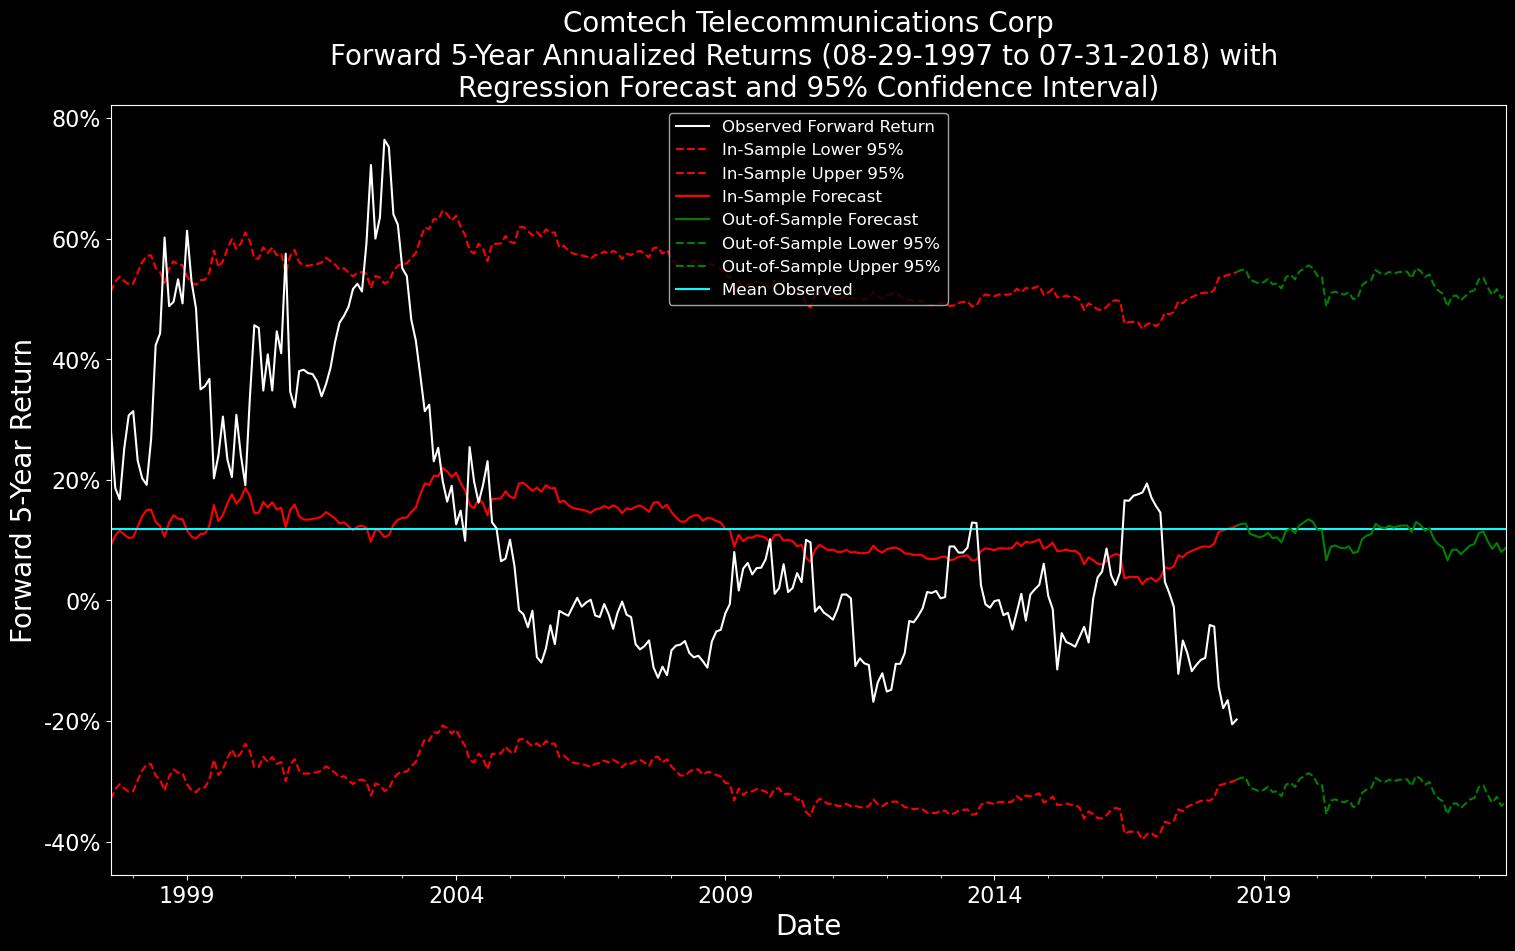 Comtech Telecommunications Corp
Forward 5-Year Annualized Returns (08-29-1997 to 07-31-2018) with
Regression Forecast and 95% Confidence Interval)
80%
60%
40%
20%
0%
-20%
-40%
Forward 5-Year Return
Observed Forward Return
In-Sample Lower 95%
In-Sample Upper 95%
In-Sample Forecast
Out-of-Sample Forecast
Out-of-Sample Lower 95%
Out-of-Sample Upper 95%
Mean Observed
1999
2004
2009
2014
2019
Date